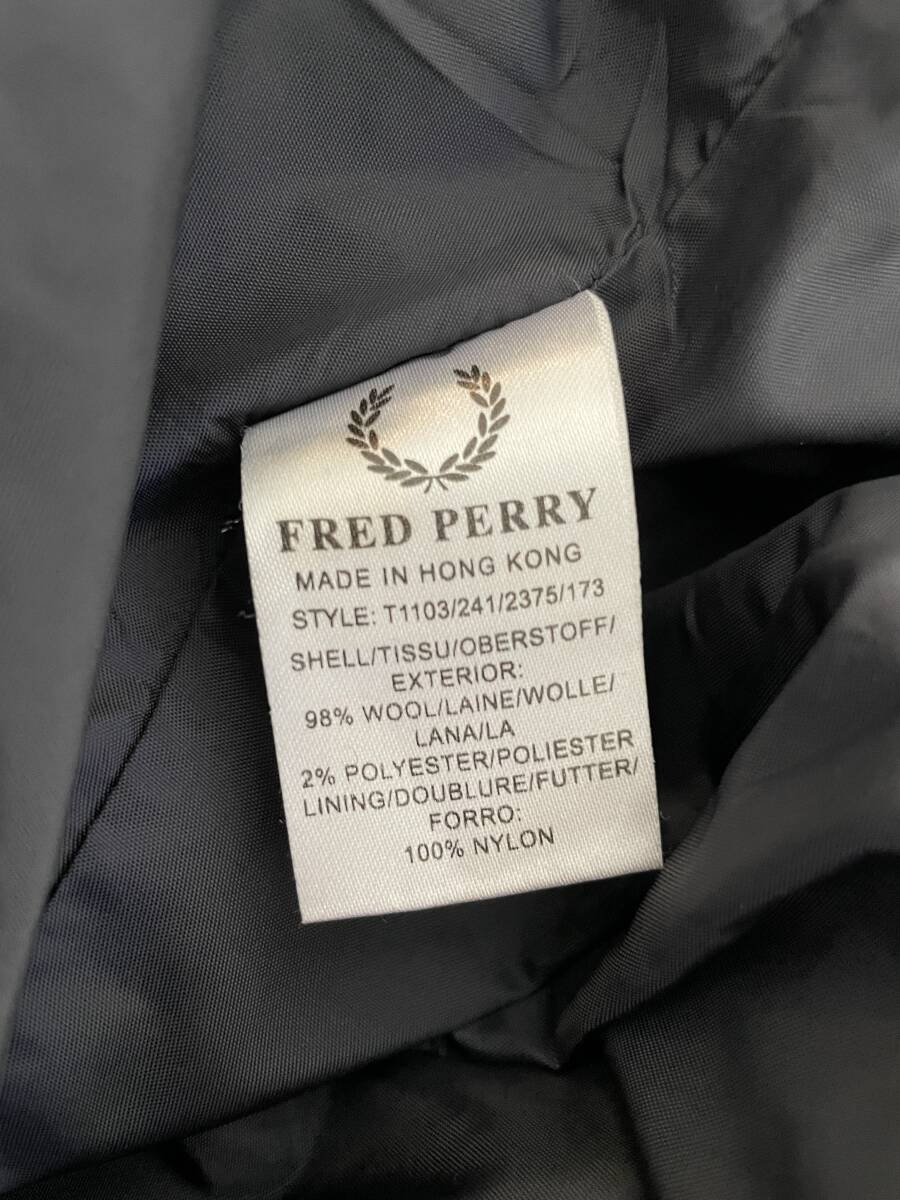 FRED PERRY
MADE IN HONG KONG
STYLE: T1103/241/2375/173
SHELL/TISSU/OBERSTOFF/
EXTERIOR:
98% WOOL/LAINE/WOLLE/
LANA/LA
2% POLYESTER/POLIESTER
LINING/DOUBLURE/FUTTER/
FORRO:
100% NYLON